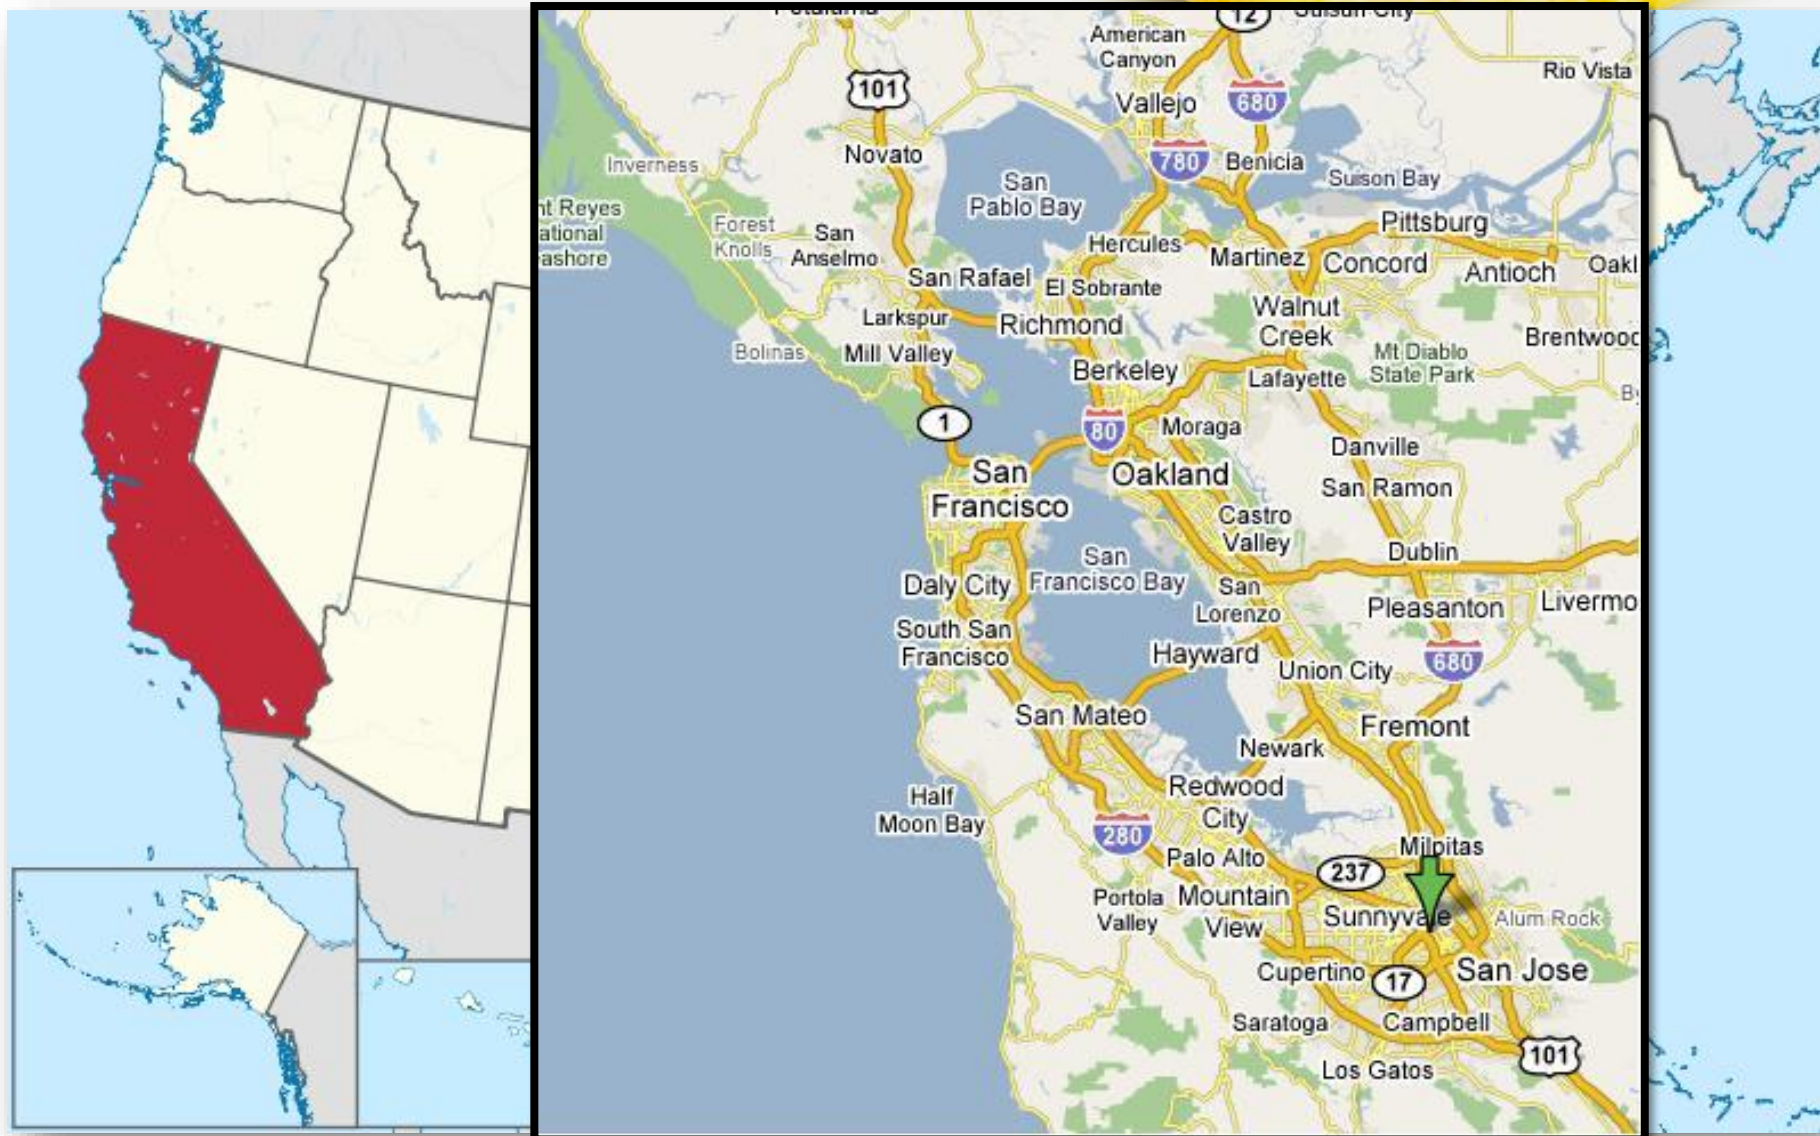 12
American
Canyon
Rio Vista
101
680
Vallejo
780
Benicia
Novato
Inverness
Suison Bay
San
Pablo Bay
Forest
Knolls
San
Anselmo
Pittsburg
Hercules
Martinez
Concord
Antioch
San Rafael
El Sobrante
Larkspur
Richmond
Walnut
Creek
Bolinas
Mill Valley
Berkeley
Lafayette
Mt Diablo
State Park
1
80
Moraga
Danville
San
Francisco
Oakland
San Ramon
Castro
Valley
San
Francisco Bay
Dublin
Daly City
San
Lorenzo
Pleasanton
Livermo
South San
Francisco
Hayward
Union City
680
San Mateo
Fremont
Newark
Redwood
City
Half
Moon Bay
280
Milpitas
Palo Alto
237
Portola
Valley
Mountain
View
Sunnyvale
Alum Rock
Cupertino
17
San Jose
Saratoga
Campbell
101
Los Gatos